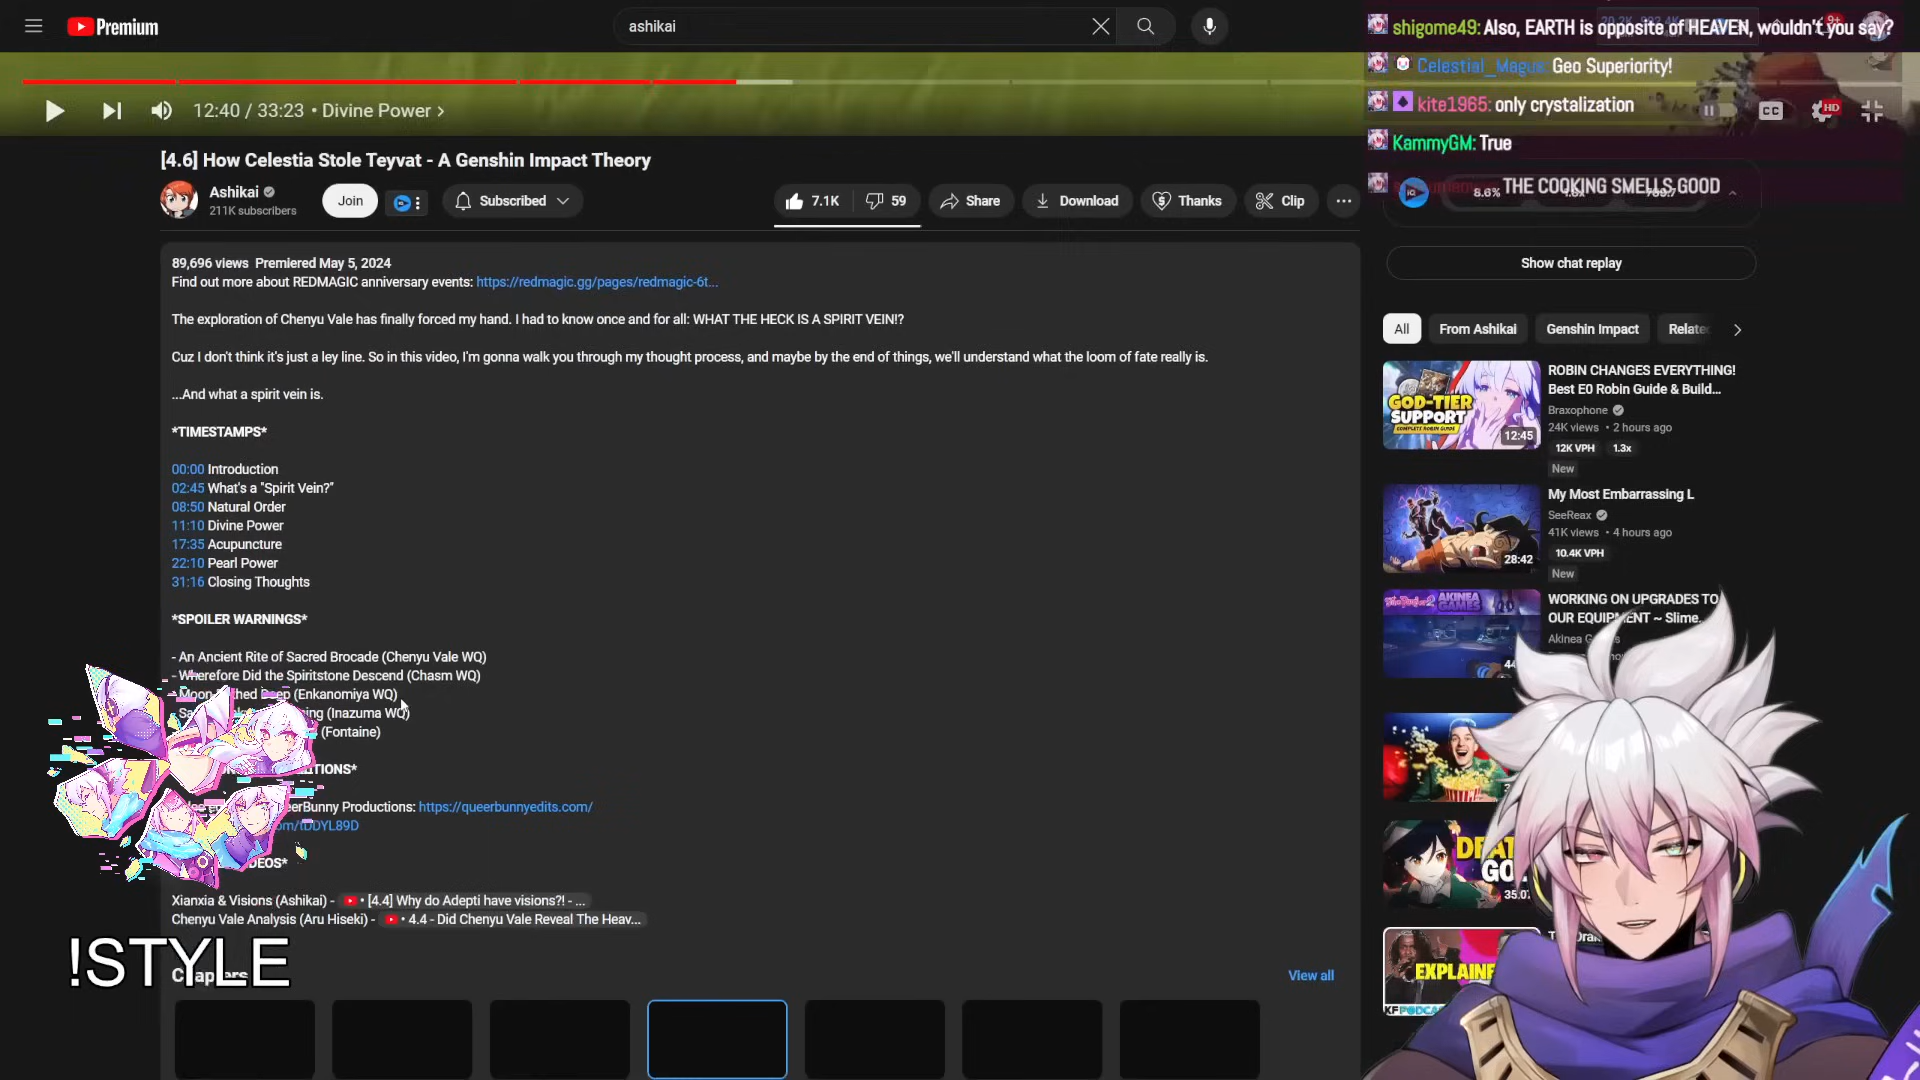 Premium
ashikai
shigome49: Also, EARTH is opposite of HEAVEN, wouldn't you say?
Celestial_Magus: Geo Superiority!
kite1965: only crystalization
KammyGM: True
THE COOKING SMELLS GOOD
12:40 / 33:23 • Divine Power >
CC
HD
[4.6] How Celestia Stole Teyvat - A Genshin Impact Theory
Ashikai
211K subscribers
Join
Subscribed
7.1K
59
Share
Download
Thanks
Clip
8.6%
Show chat replay
89,696 views Premiered May 5, 2024
Find out more about REDMAGIC anniversary events: https://redmagic.gg/pages/redmagic-6t...
The exploration of Chenyu Vale has finally forced my hand. I had to know once and for all: WHAT THE HECK IS A SPIRIT VEIN!?
Cuz I don't think it's just a ley line. So in this video, I'm gonna walk you through my thought process, and maybe by the end of things, we'll understand what the loom of fate really is.
...And what a spirit vein is.
*TIMESTAMPS*
00:00 Introduction
02:45 What's a "Spirit Vein?"
08:50 Natural Order
11:10 Divine Power
17:35 Acupuncture
22:10 Pearl Power
31:16 Closing Thoughts
*SPOILER WARNINGS*
- An Ancient Rite of Sacred Brocade (Chenyu Vale WQ)
- Wherefore Did the Spiritstone Descend (Chasm WQ)
(Enkanomiya WQ)
(Inazuma WQ)
(Fontaine)
Productions: https://queerbunnyedits.com/
Xianxia & Visions (Ashikai) - • [4.4] Why do Adepti have visions?! - ...
Chenyu Vale Analysis (Aru Hiseki) - • 4.4 - Did Chenyu Vale Reveal The Heav...
!STYLE
View all
All
From Ashikai
Genshin Impact
GOD-TIER
SUPPORT
COMPLETE ROBIN GUIDE
12:45
ROBIN CHANGES EVERYTHING!
Best E0 Robin Guide & Build...
Braxophone
24K views • 2 hours ago
12K VPH
1.3x
New
28:42
My Most Embarrassing L
SeeReax
41K views • 4 hours ago
10.4K VPH
New
AKINEA GAMES
WORKING ON UPGRADES TO
OUR EQUIPMENT ~ Slime...
Akinea
35:07
EXPLAINE